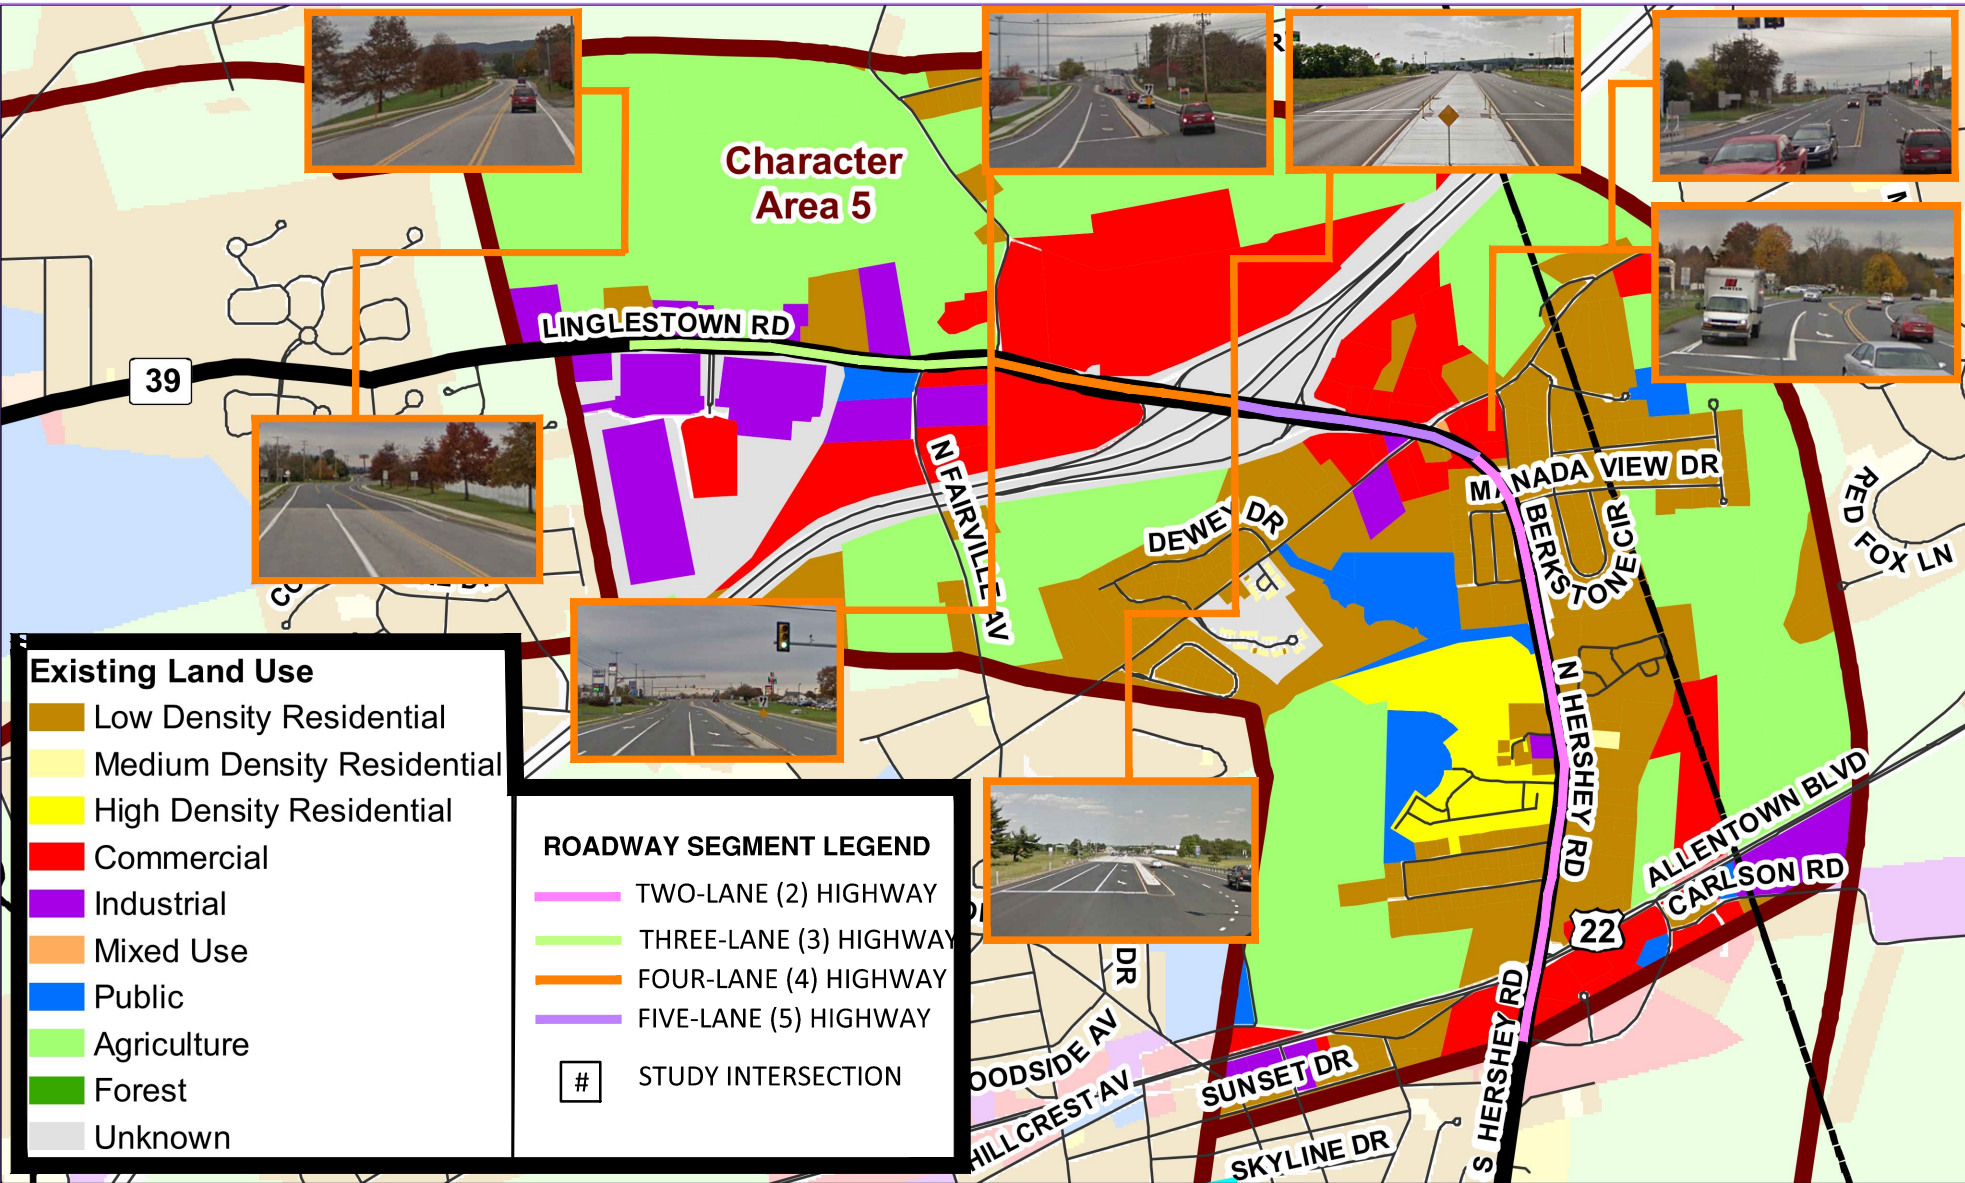 Character
Area 5
LINGLESTOWN RD
39
N FAIRVILLE AV
DEWEY DR
MANADA VIEW DR
BERKSTONE CIR
RED FOX LN
N HERSHEY RD
ALLENTOWN BLVD
CARLSON RD
22
S HERSHEY RD
DR
OODSIDE AV
HILLCREST AV
SUNSET DR
SKYLINE DR
Existing Land Use
Low Density Residential
Medium Density Residential
High Density Residential
Commercial
Industrial
Mixed Use
Public
Agriculture
Forest
Unknown
ROADWAY SEGMENT LEGEND
TWO-LANE (2) HIGHWAY
THREE-LANE (3) HIGHWAY
FOUR-LANE (4) HIGHWAY
FIVE-LANE (5) HIGHWAY
# STUDY INTERSECTION